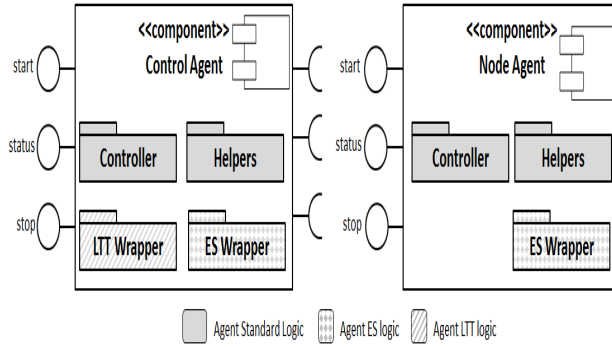 <<component>>
Control Agent
start
status
stop
Controller
Helpers
LTT Wrapper
ES Wrapper
<<component>>
Node Agent
start
status
stop
Controller
Helpers
ES Wrapper
Agent Standard Logic
Agent ES logic
Agent LTT logic